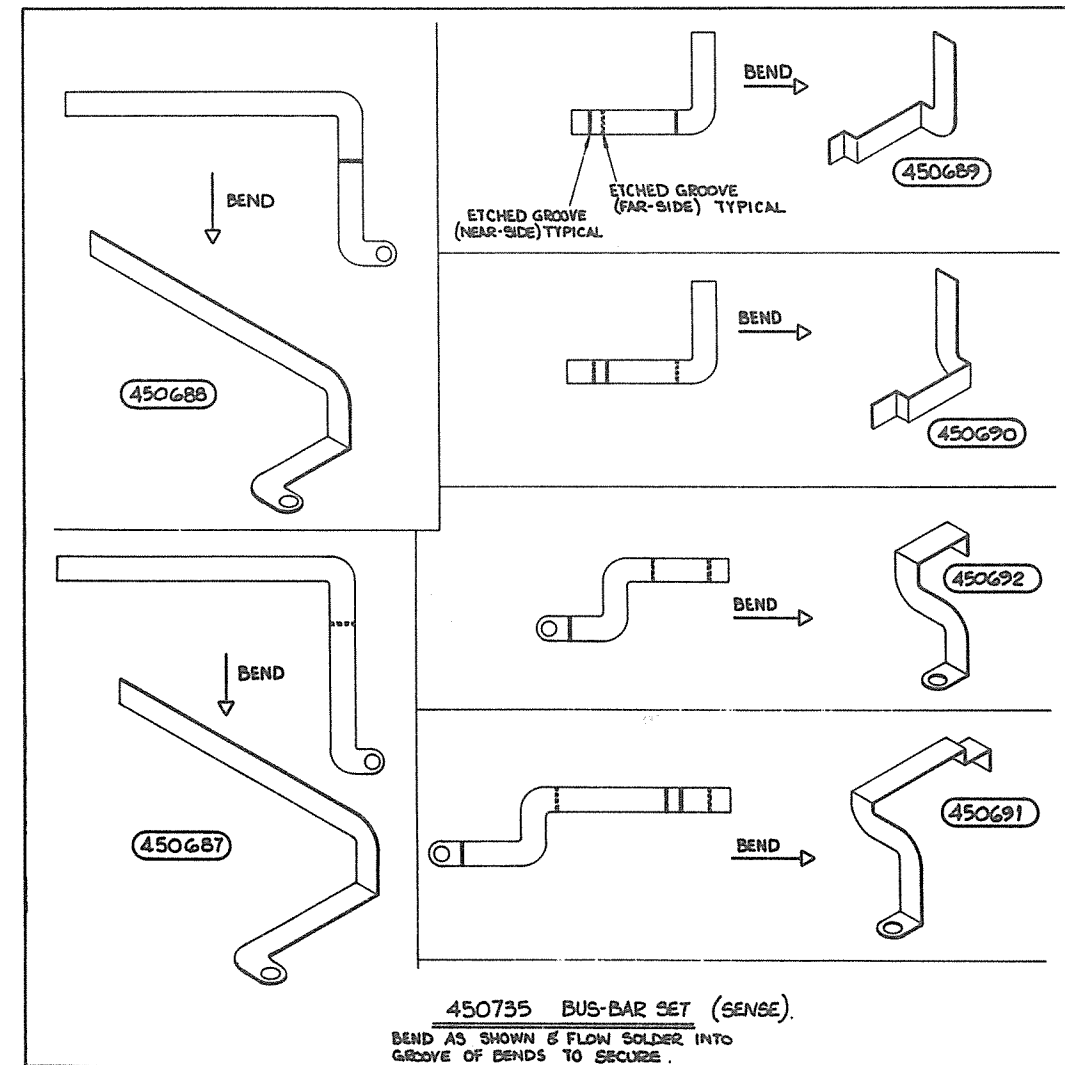 BEND
450688
BEND
450689
ETCHED GROOVE
(NEAR-SIDE) TYPICAL
ETCHED GROOVE
(FAR-SIDE) TYPICAL
BEND
450690
BEND
450687
BEND
450692
BEND
450691
450735 BUS-BAR SET (SENSE).
BEND AS SHOWN & FLOW SOLDER INTO
GROOVE OF BENDS TO SECURE.